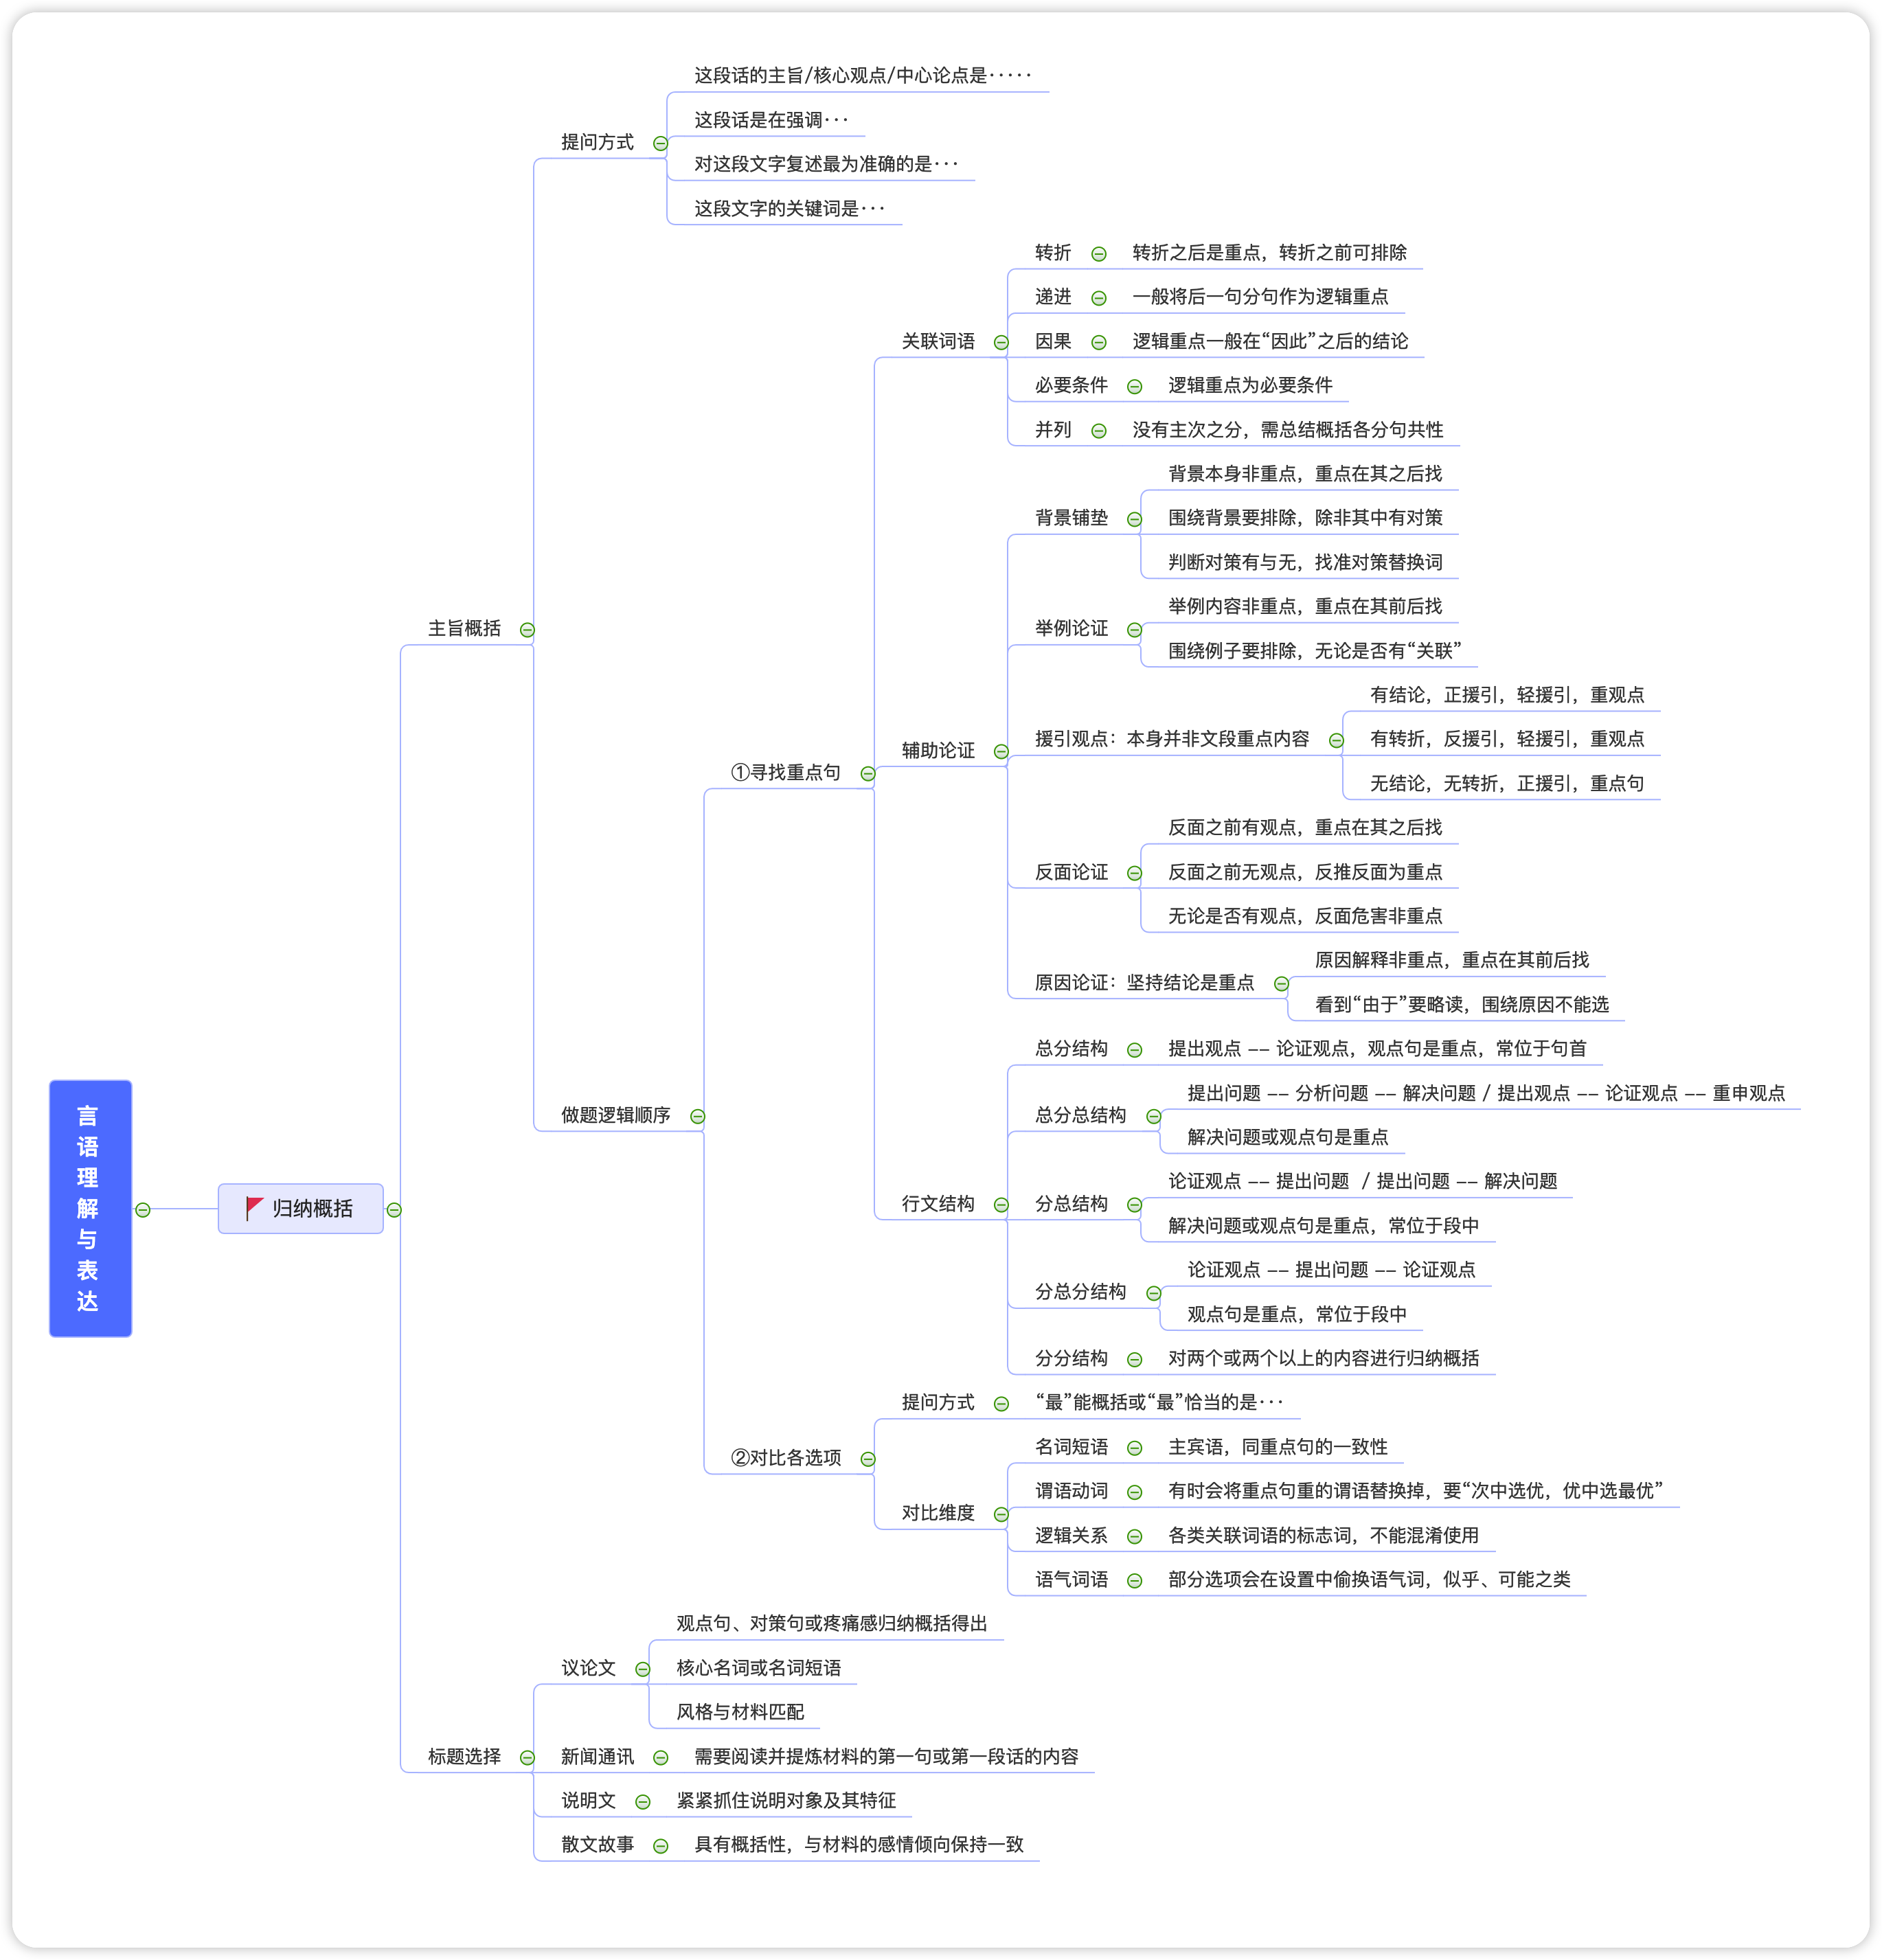 言语理解与表达
归纳概括
主旨概括
提问方式
这段话的主旨/核心观点/中心论点是·····
这段话是在强调···
对这段文字复述最为准确的是···
这段文字的关键词是···
做题逻辑顺序
①寻找重点句
关联词语
转折
转折之后是重点，转折之前可排除
递进
一般将后一句分句作为逻辑重点
因果
逻辑重点一般在“因此”之后的结论
必要条件
逻辑重点为必要条件
并列
没有主次之分，需总结概括各分句共性
辅助论证
背景铺垫
背景本身非重点，重点在其之后找
围绕背景要排除，除非其中有对策
判断对策有与无，找准对策替换词
举例论证
举例内容非重点，重点在其前后找
围绕例子要排除，无论是否有“关联”
援引观点：本身并非文段重点内容
有结论，正援引，轻援引，重观点
有转折，反援引，轻援引，重观点
无结论，无转折，正援引，重点句
反面论证
反面之前有观点，重点在其之后找
反面之前无观点，反推反面为重点
无论是否有观点，反面危害非重点
原因论证：坚持结论是重点
原因解释非重点，重点在其前后找
看到“由于”要略读，围绕原因不能选
行文结构
总分结构
提出观点 –– 论证观点，观点句是重点，常位于句首
总分总结构
提出问题 –– 分析问题 –– 解决问题 / 提出观点 –– 论证观点 –– 重申观点
解决问题或观点句是重点
分总结构
论证观点 –– 提出问题 / 提出问题 –– 解决问题
解决问题或观点句是重点，常位于段中
分总分结构
论证观点 –– 提出问题 –– 论证观点
观点句是重点，常位于段中
分分结构
对两个或两个以上的内容进行归纳概括
②对比各选项
提问方式
“最”能概括或“最”恰当的是···
对比维度
名词短语
主宾语，同重点句的一致性
谓语动词
有时会将重点句重的谓语替换掉，要“次中选优，优中选最优”
逻辑关系
各类关联词语的标志词，不能混淆使用
语气词语
部分选项会在设置中偷换语气词，似乎、可能之类
标题选择
议论文
观点句、对策句或疼痛感归纳概括得出
核心名词或名词短语
风格与材料匹配
新闻通讯
需要阅读并提炼材料的第一句或第一段话的内容
说明文
紧紧抓住说明对象及其特征
散文故事
具有概括性，与材料的感情倾向保持一致